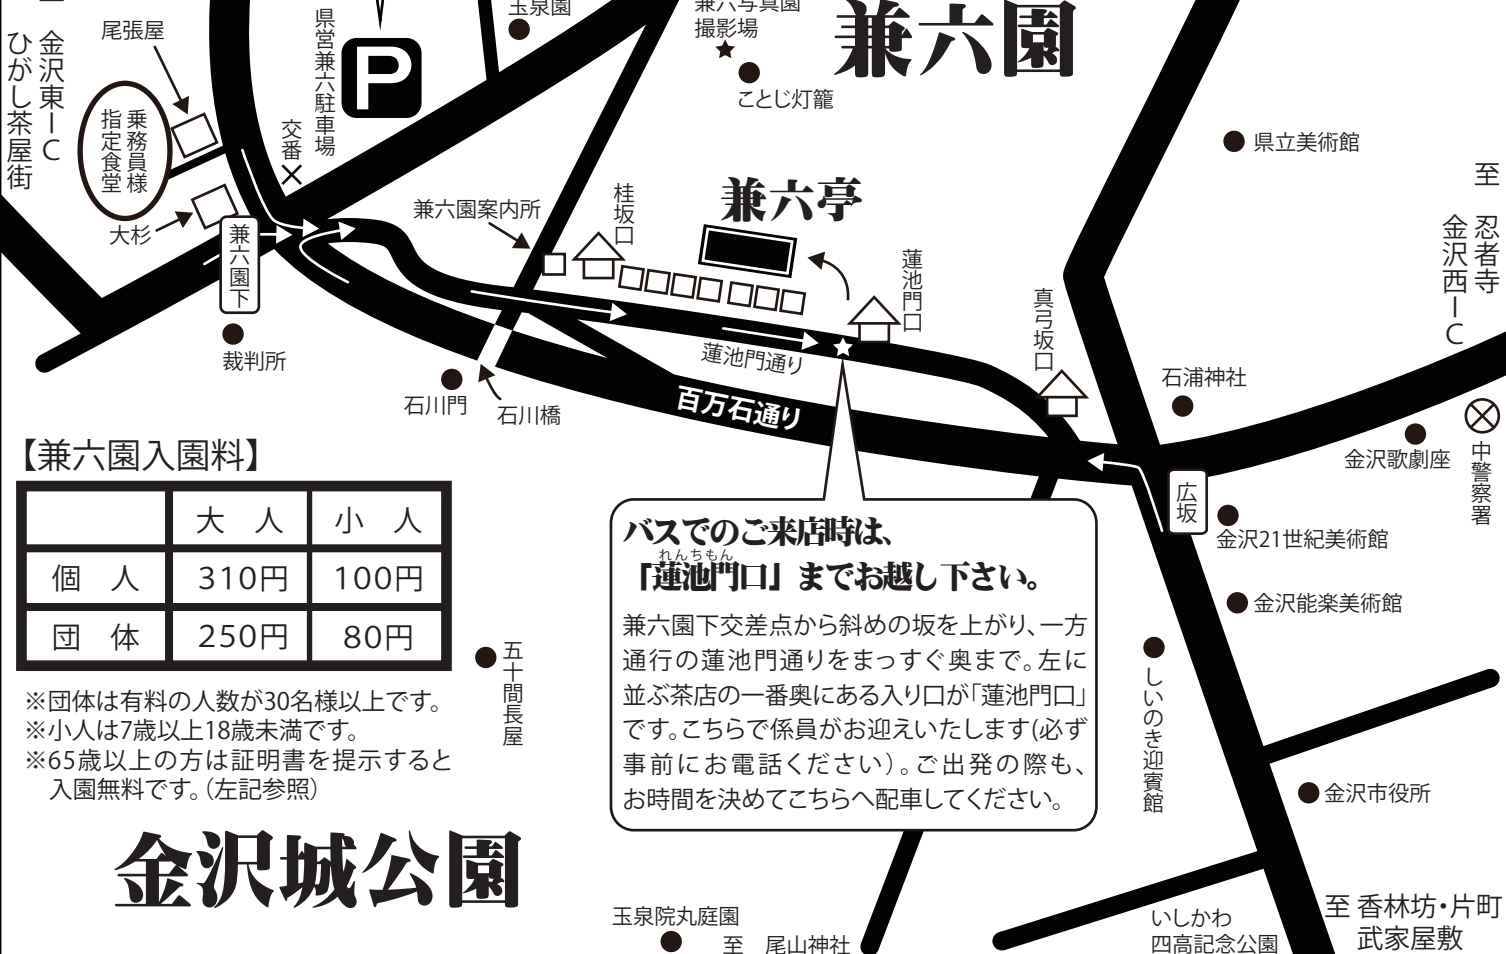 金沢東IC
ひがし茶屋街
尾張屋
乗務員様
指定食堂
大杉
交番
県営兼六駐車場
P
玉泉園
兼六写真園
撮影場
ことじ灯籠
兼六園
県立美術館
至 忍者寺
金沢西IC
兼六園案内所
桂坂口
兼六亭
蓮池門口
真弓坂口
兼六園下
裁判所
石川門
石川橋
蓮池門通り
百万石通り
石浦神社
金沢歌劇座
中警察署
広坂
金沢21世紀美術館
金沢能楽美術館
しいのき迎賓館
金沢市役所
【兼六園入園料】
大 人 小 人
個 人 310円 100円
団 体 250円 80円
※団体は有料の人数が30名様以上です。
※小人は7歳以上18歳未満です。
※65歳以上の方は証明書を提示すると
入園無料です。（左記参照）
五十間長屋
金沢城公園
バスでのご来店時は、
れんちもん
『蓮池門口』までお越し下さい。
兼六園下交差点から斜めの坂を上がり、一方
通行の蓮池門通りをまっすぐ奥まで。左に
並ぶ茶店の一番奥にある入り口が「蓮池門口」
です。こちらで係員がお迎えいたします(必ず
事前にお電話ください）。ご出発の際も、
お時間を決めてこちらへ配車してください。
玉泉院丸庭園
至 尾山神社
いしかわ
四高記念公園
至 香林坊・片町
武家屋敷